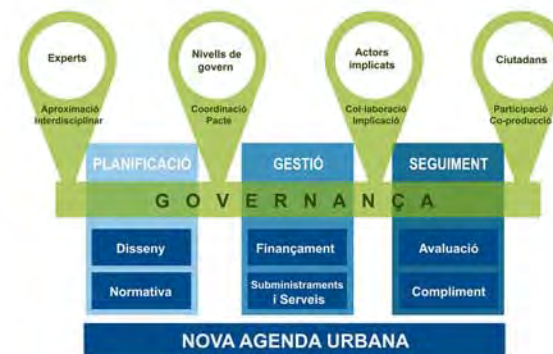 Experts
Nivells de
govern
Actors
implicats
Ciutadans
Aproximació
Interdisciplinar
Coordinació
Pacte
Col·laboració
Implicació
Participació
Co-producció
PLANIFICACIÓ
GESTIÓ
SEGUIMENT
GOVERNANÇA
Disseny
Finançament
Avaluació
Normativa
Subministraments
i Serveis
Compliment
NOVA AGENDA URBANA